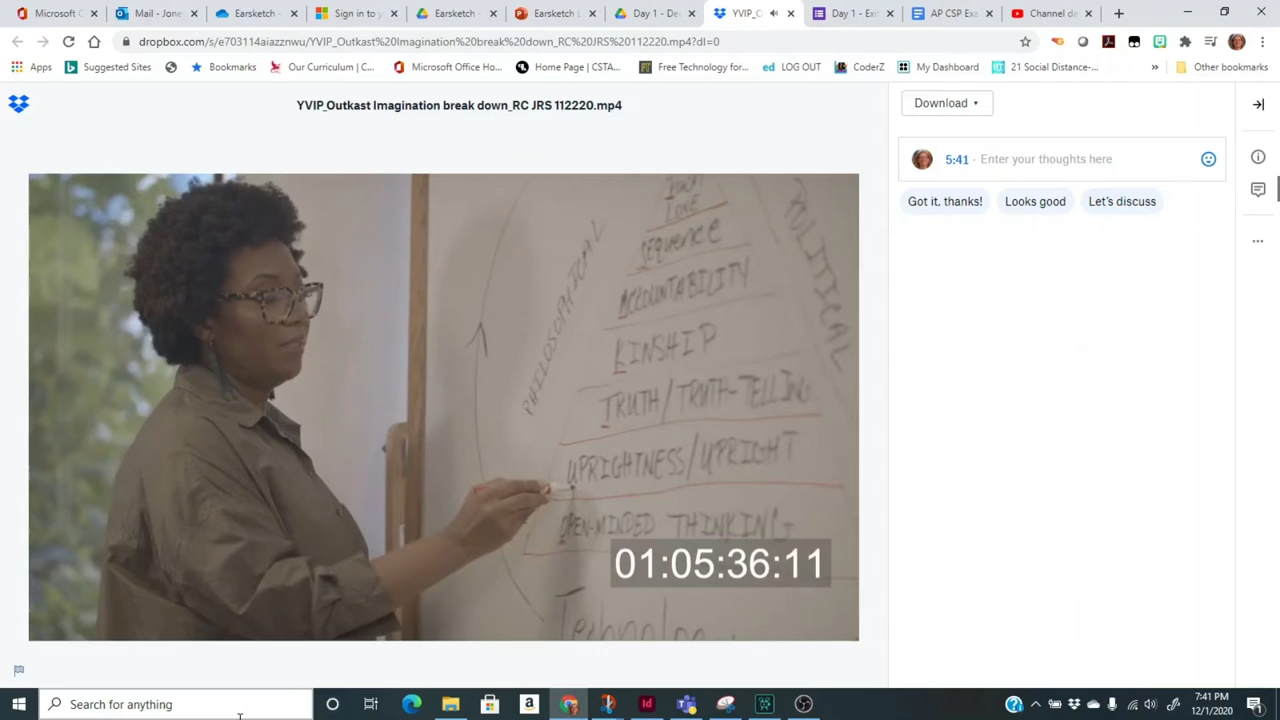 Microsoft O
Mail - Jone
Earsketch -
Sign in to y
Earsketch -
Earsketch L
Day 1 - De
YVIP_O
Day 1 - Exi
AP CSP Exa
Channel da
dropbox.com/s/e703114aiazznwu/YVIP_Outkast%20Imagination%20break%20down_RC%20JRS%20112220.mp4?dl=0
Apps
Suggested Sites
Bookmarks
Our Curriculum | C...
Microsoft Office Ho...
Home Page | CSTA...
Free Technology for...
ed LOG OUT
CoderZ
My Dashboard
21 Social Distance-...
»
Other bookmarks
YVIP_Outkast Imagination break down_RC JRS 112220.mp4
Download
5:41 Enter your thoughts here
Got it, thanks!
Looks good
Let's discuss
LOVE
SEQUENCE
ACCOUNTABILITY
KINSHIP
TRUTH/TRUTH-TELLING
UPRIGHTNESS/UPRIGHT
OPEN-MINDED THINKING
PHILOSOPHICAL
POLITICAL
01:05:36:11
Search for anything
7:41 PM
12/1/2020